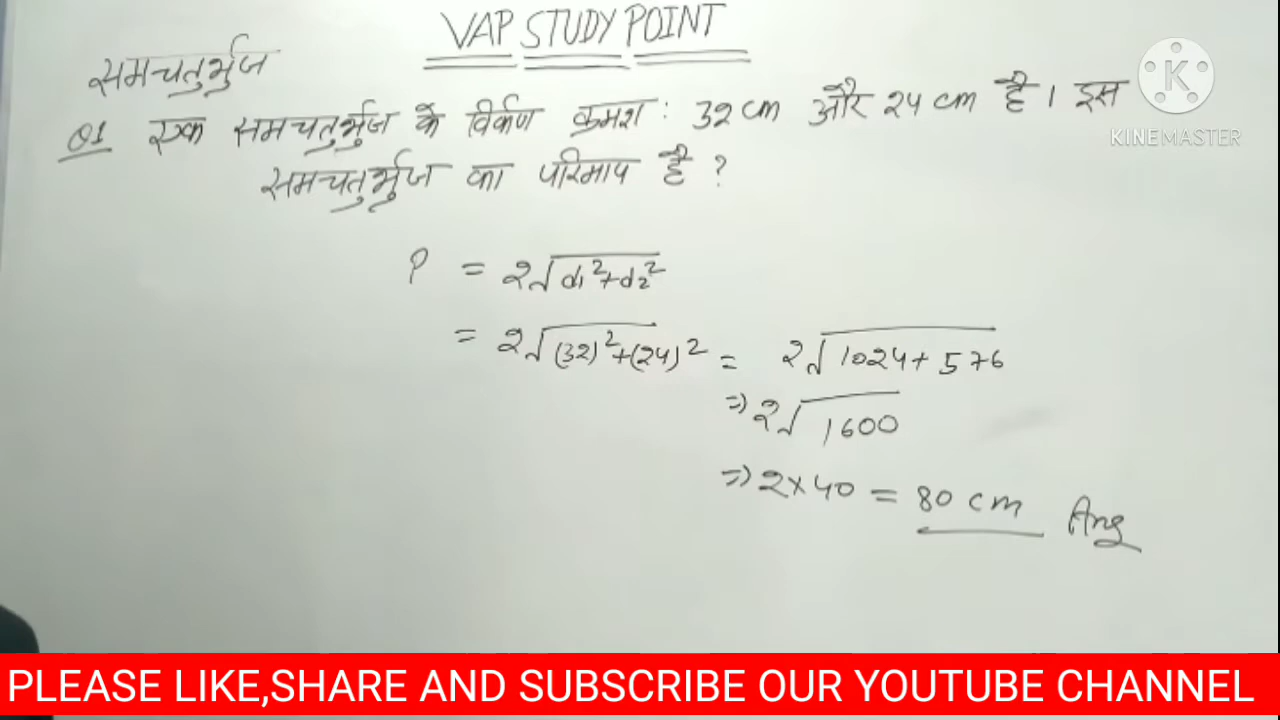 VAP STUDY POINT
समचतुर्भुज
Q1 एक समचतुर्भुज के विर्कण क्रमश: 32 cm और 24 cm है। इस
समचतुर्भुज का परिमाप है ?
P = 2√d₁²+d₂²
= 2√(32)²+(24)² = 2√1024+576
⇒ 2√1600
⇒ 2×40 = 80 cm Ans
K
KINEMASTER
PLEASE LIKE,SHARE AND SUBSCRIBE OUR YOUTUBE CHANNEL